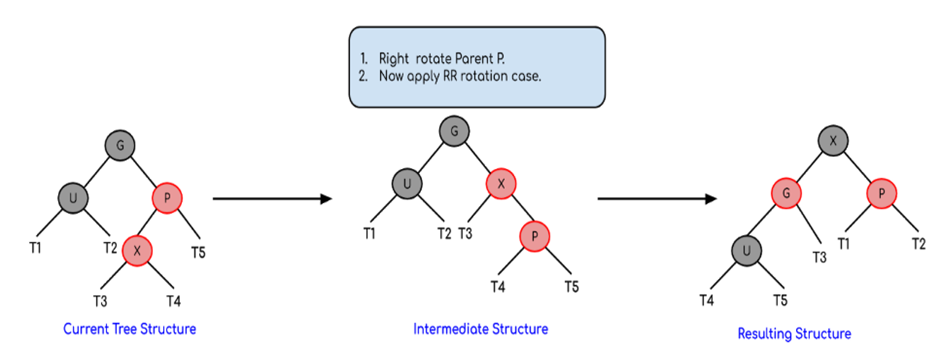 1. Right rotate Parent P.
2. Now apply RR rotation case.
G
U
P
T1
T2
X
T5
T3
T4
Current Tree Structure
G
U
X
T1
T2
T3
P
T4
T5
Intermediate Structure
X
G
P
U
T3
T1
T2
T4
T5
Resulting Structure